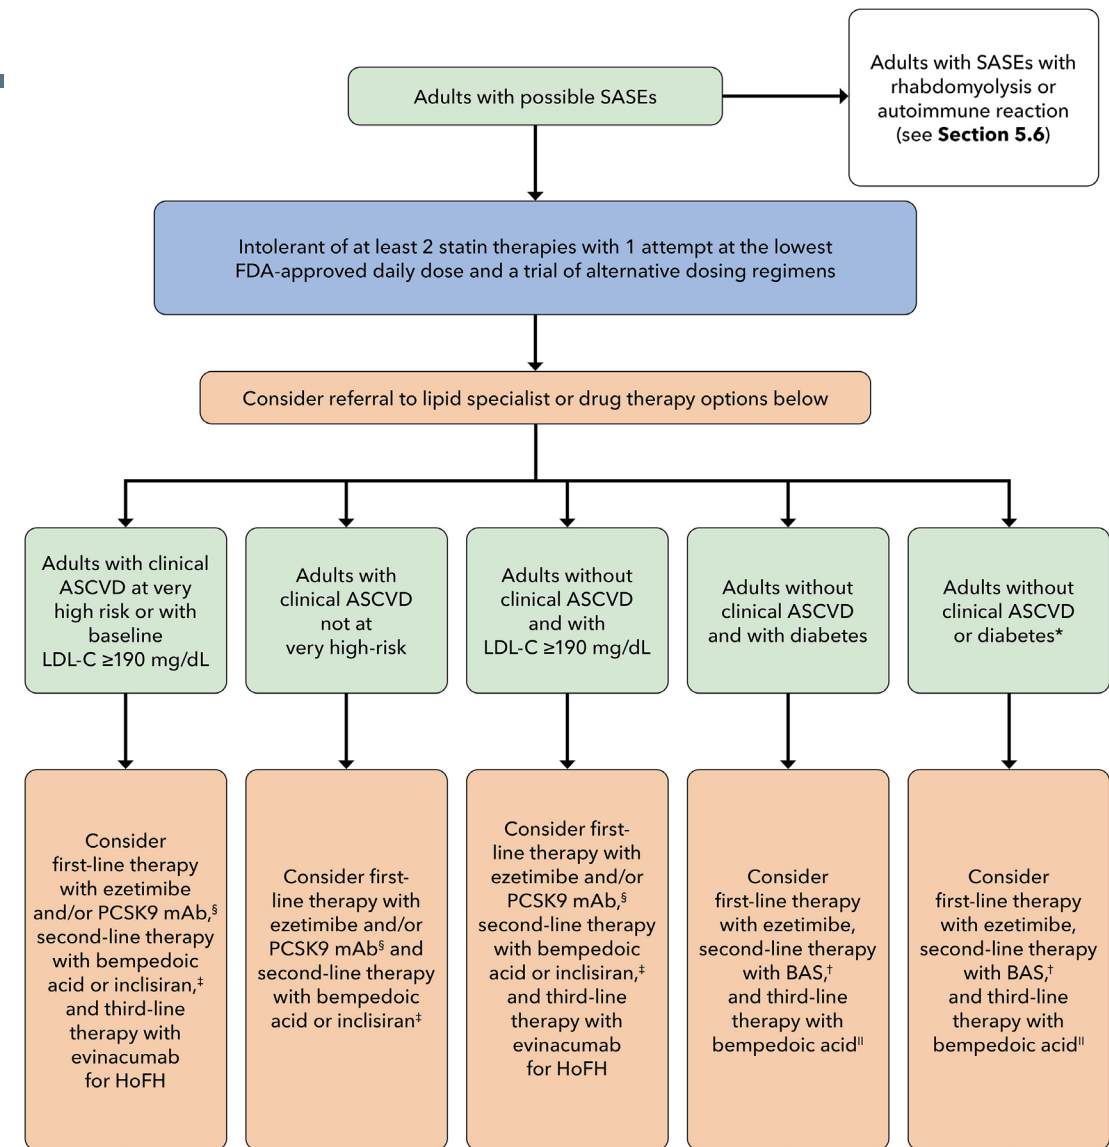 Adults with possible SASEs
Adults with SASEs with
rhabdomyolysis or
autoimmune reaction
(see Section 5.6)
Intolerant of at least 2 statin therapies with 1 attempt at the lowest
FDA-approved daily dose and a trial of alternative dosing regimens
Consider referral to lipid specialist or drug therapy options below
Adults with clinical
ASCVD at very
high risk or with
baseline
LDL-C ≥190 mg/dL
Adults with
clinical ASCVD
not at
very high-risk
Adults without
clinical ASCVD
and with
LDL-C ≥190 mg/dL
Adults without
clinical ASCVD
and with diabetes
Adults without
clinical ASCVD
or diabetes*
Consider
first-line therapy
with ezetimibe
and/or PCSK9 mAb,§
second-line therapy
with bempedoic
acid or inclisiran,‡
and third-line
therapy with
evinacumab
for HoFH
Consider first-
line therapy with
ezetimibe and/or
PCSK9 mAb§ and
second-line therapy
with bempedoic
acid or inclisiran‡
Consider first-
line therapy with
ezetimibe and/or
PCSK9 mAb,§
second-line therapy
with bempedoic
acid or inclisiran,‡
and third-line
therapy with
evinacumab
for HoFH
Consider
first-line therapy
with ezetimibe,
second-line therapy
with BAS,†
and third-line
therapy with
bempedoic acid||
Consider
first-line therapy
with ezetimibe,
second-line therapy
with BAS,†
and third-line
therapy with
bempedoic acid||